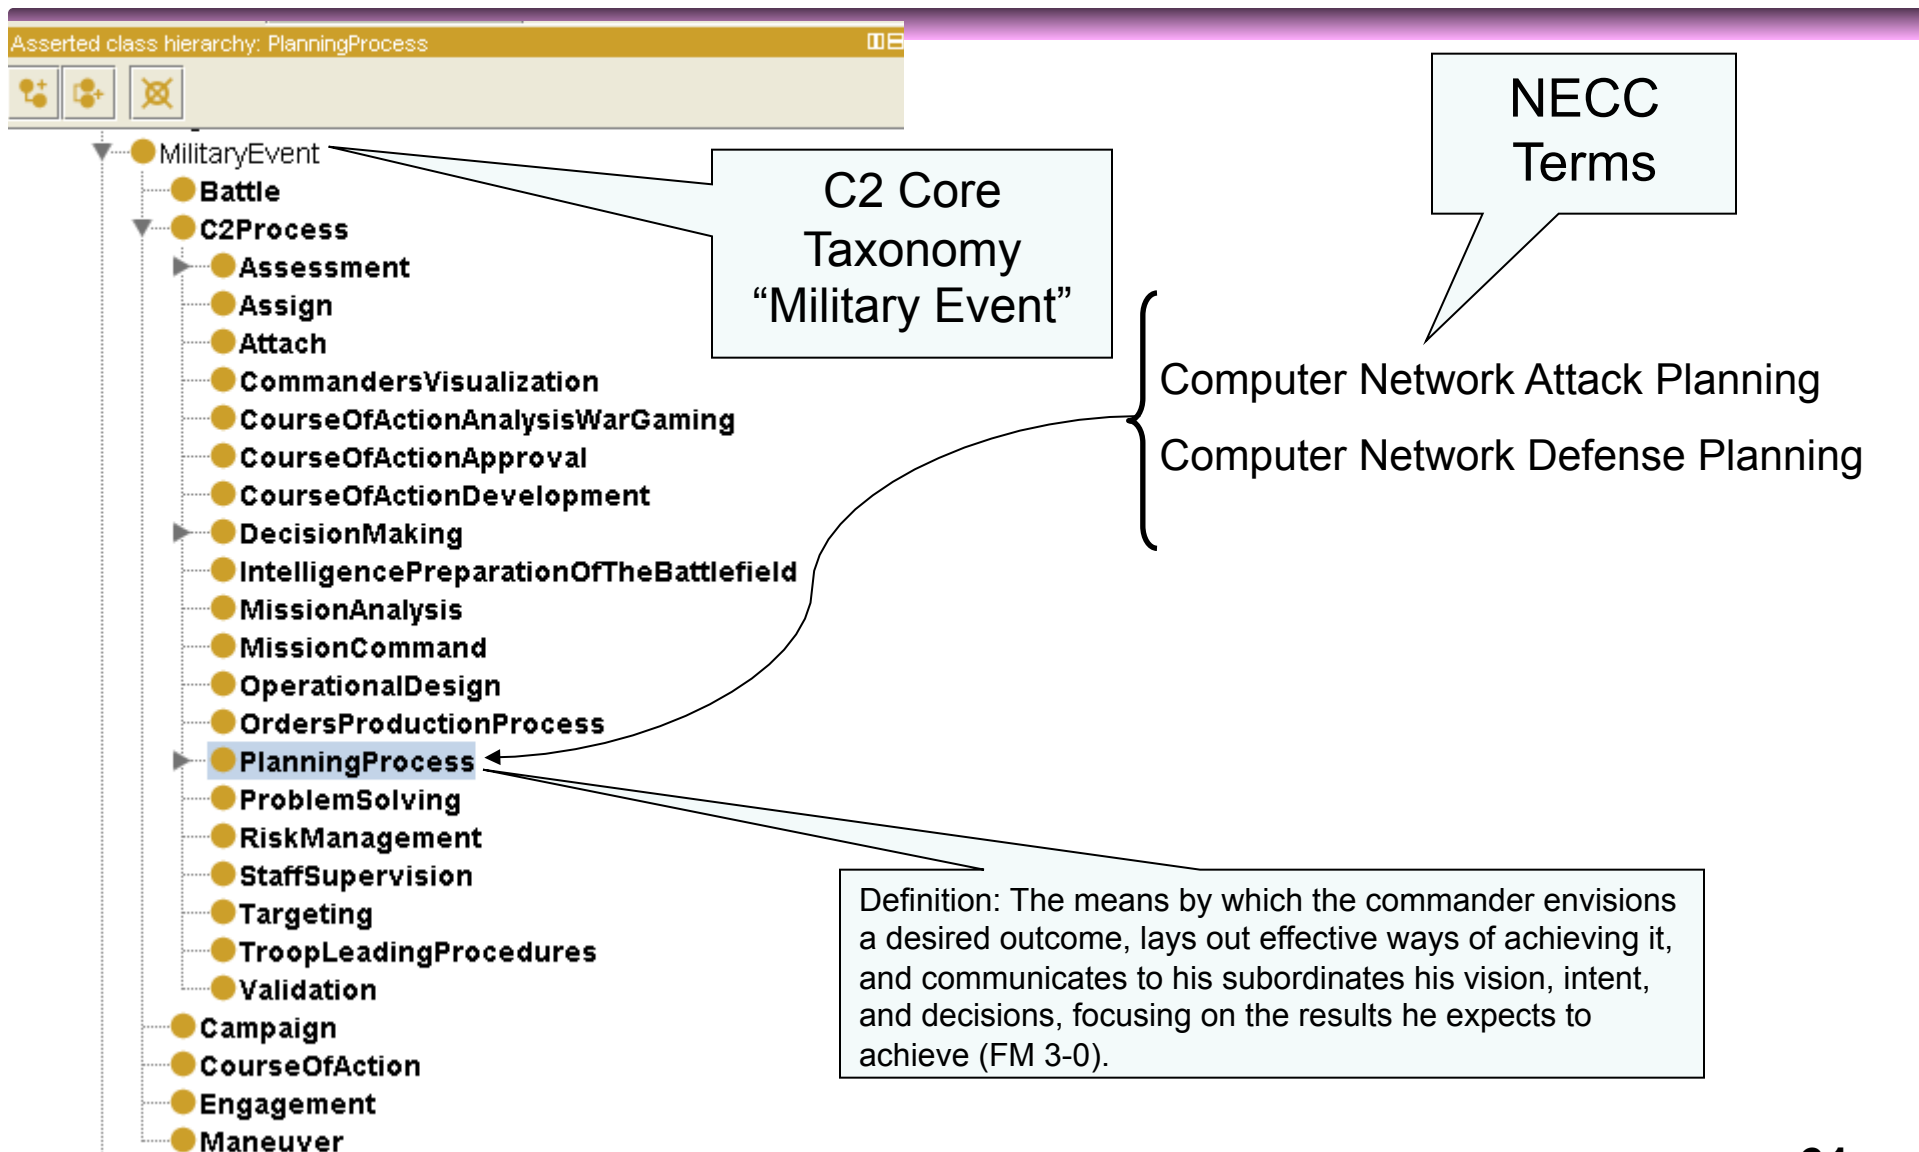 Asserted class hierarchy: PlanningProcess
MilitaryEvent
Battle
C2Process
Assessment
Assign
Attach
CommandersVisualization
CourseOfActionAnalysisWarGaming
CourseOfActionApproval
CourseOfActionDevelopment
DecisionMaking
IntelligencePreparationOfTheBattlefield
MissionAnalysis
MissionCommand
OperationalDesign
OrdersProductionProcess
PlanningProcess
ProblemSolving
RiskManagement
StaffSupervision
Targeting
TroopLeadingProcedures
Validation
Campaign
CourseOfAction
Engagement
Maneuver
C2 Core
Taxonomy
“Military Event”
NECC
Terms
Computer Network Attack Planning
Computer Network Defense Planning
Definition: The means by which the commander envisions
a desired outcome, lays out effective ways of achieving it,
and communicates to his subordinates his vision, intent,
and decisions, focusing on the results he expects to
achieve (FM 3-0).